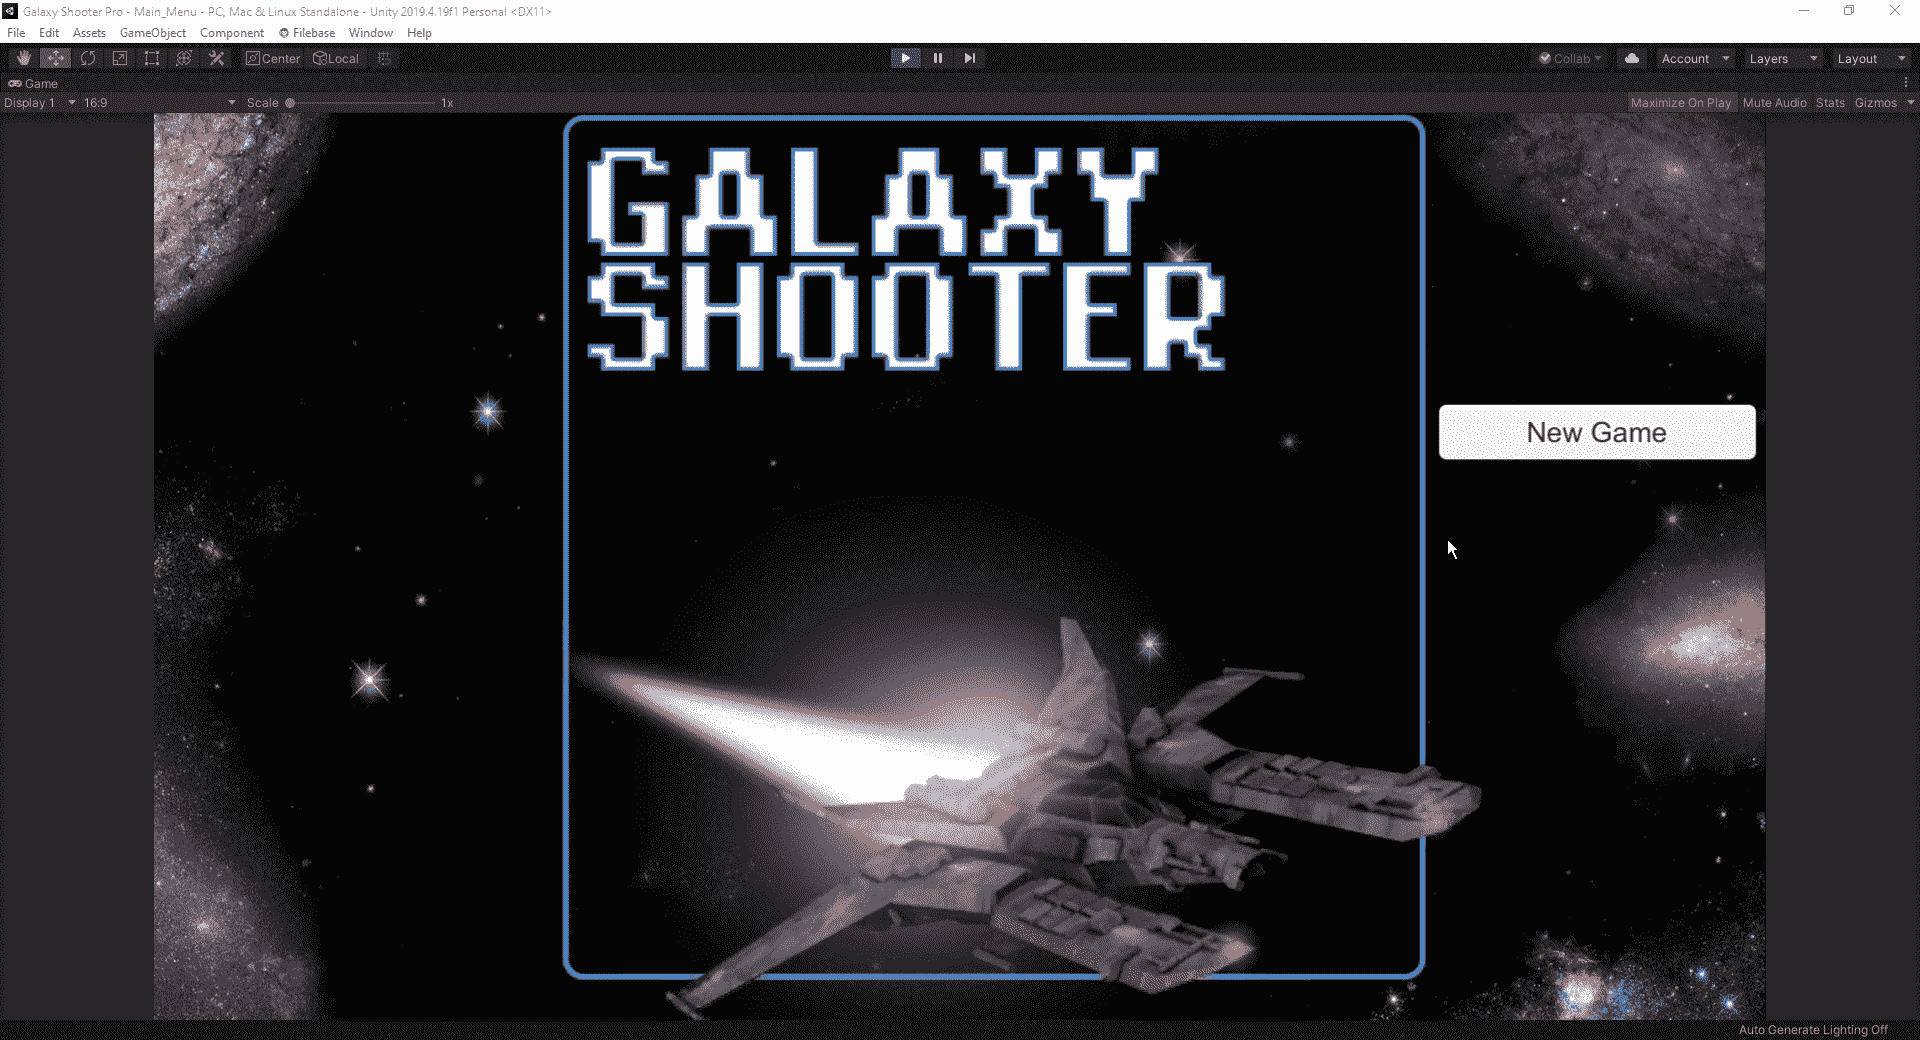 Galaxy Shooter Pro - Main_Menu - PC, Mac & Linux Standalone - Unity 2019.4.19f1 Personal <DX11>
File Edit Assets GameObject Component Filebase Window Help
Center Local Collab Account Layers Layout
Game
Display 1 16:9 Scale 1x Maximize On Play Mute Audio Stats Gizmos
GALAXY
SHOOTER
New Game
Auto Generate Lighting Off